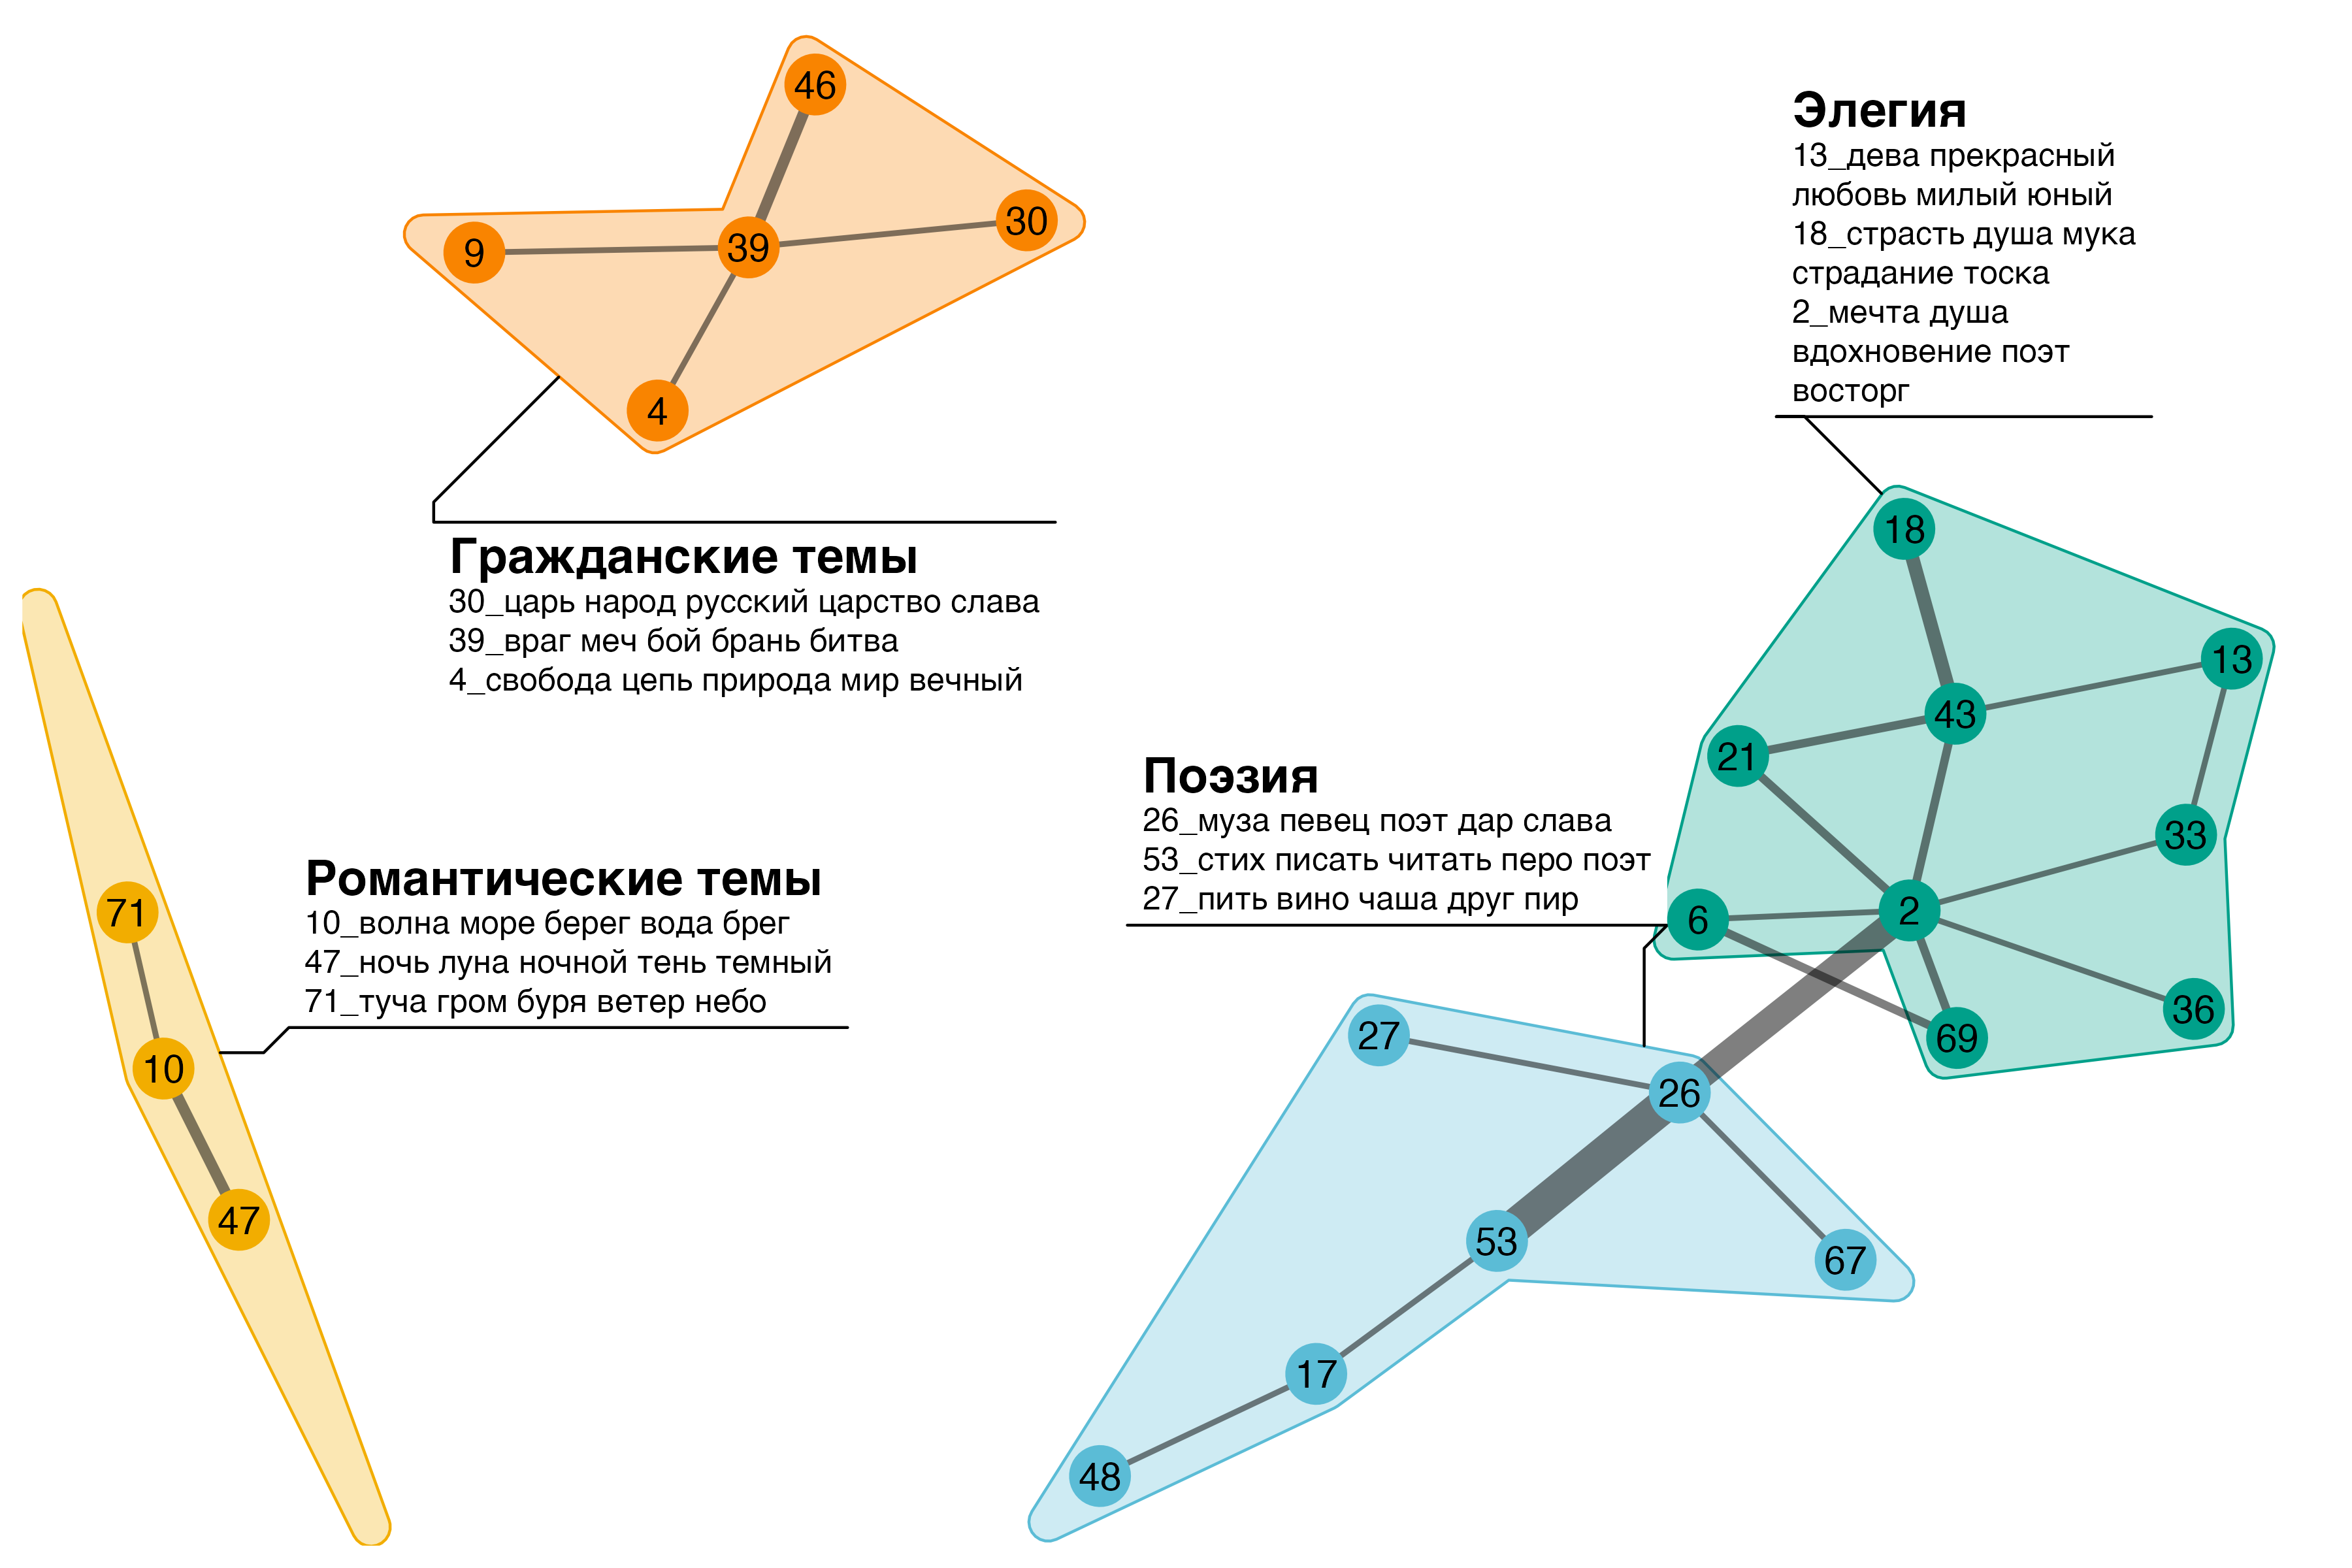 46
30
39
9
4
Гражданские темы
30_царь народ русский царство слава
39_враг меч бой брань битва
4_свобода цепь природа мир вечный
Элегия
13_дева прекрасный
любовь милый юный
18_страсть душа мука
страдание тоска
2_мечта душа
вдохновение поэт
восторг
18
13
43
21
33
2
6
36
69
Поэзия
26_муза певец поэт дар слава
53_стих писать читать перо поэт
27_пить вино чаша друг пир
27
26
53
67
17
48
Романтические темы
10_волна море берег вода брег
47_ночь луна ночной тень темный
71_туча гром буря ветер небо
71
10
47